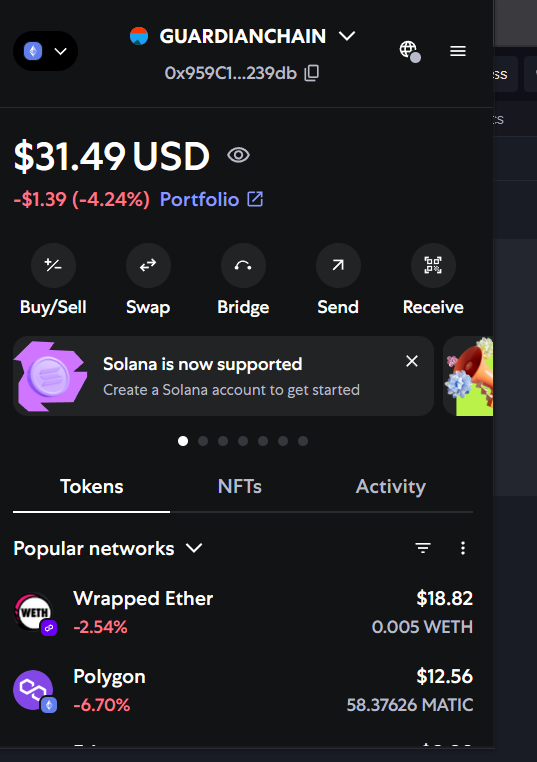 GUARDIANCHAIN
0x959C1...239db
ss
cs
$31.49 USD
-$1.39 (-4.24%) Portfolio
Buy/Sell Swap Bridge Send Receive
Solana is now supported
Create a Solana account to get started
Tokens NFTs Activity
Popular networks
WETH
Wrapped Ether $18.82
-2.54% 0.005 WETH
Polygon $12.56
-6.70% 58.37626 MATIC